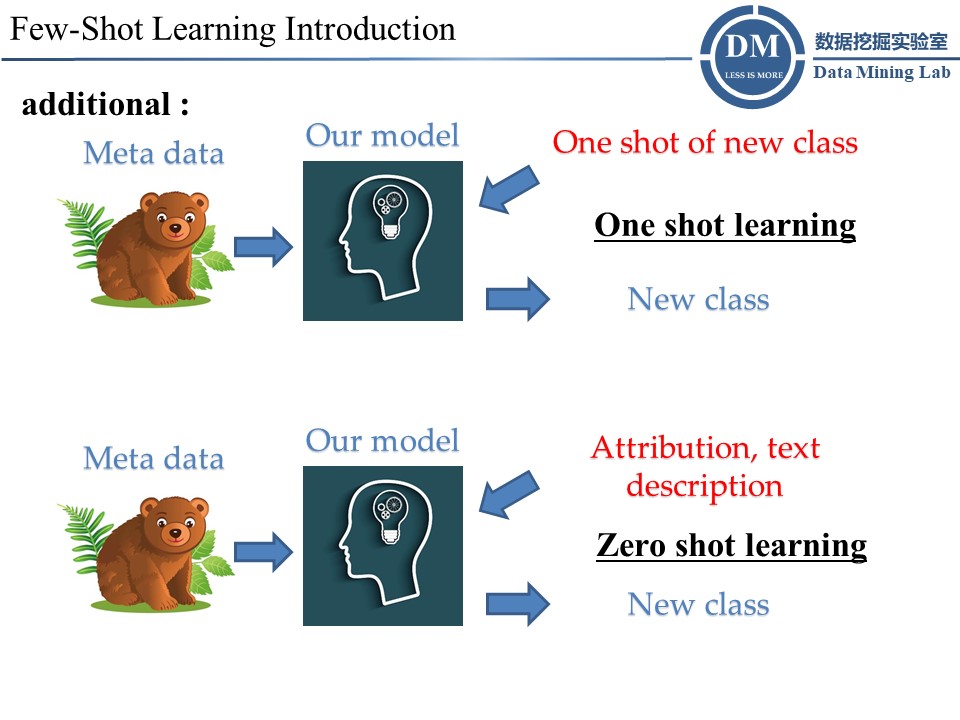 Few-Shot Learning Introduction
DM
LESS IS MORE
数据挖掘实验室
Data Mining Lab
additional :
Meta data
Our model
One shot of new class
One shot learning
New class
Meta data
Our model
Attribution, text
description
Zero shot learning
New class